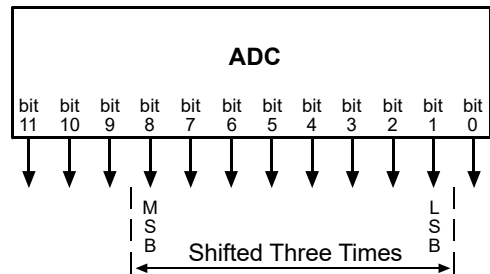 ADC
bit bit bit bit bit bit bit bit bit bit bit bit
11 10 9 8 7 6 5 4 3 2 1 0
MSB
LSB
Shifted Three Times